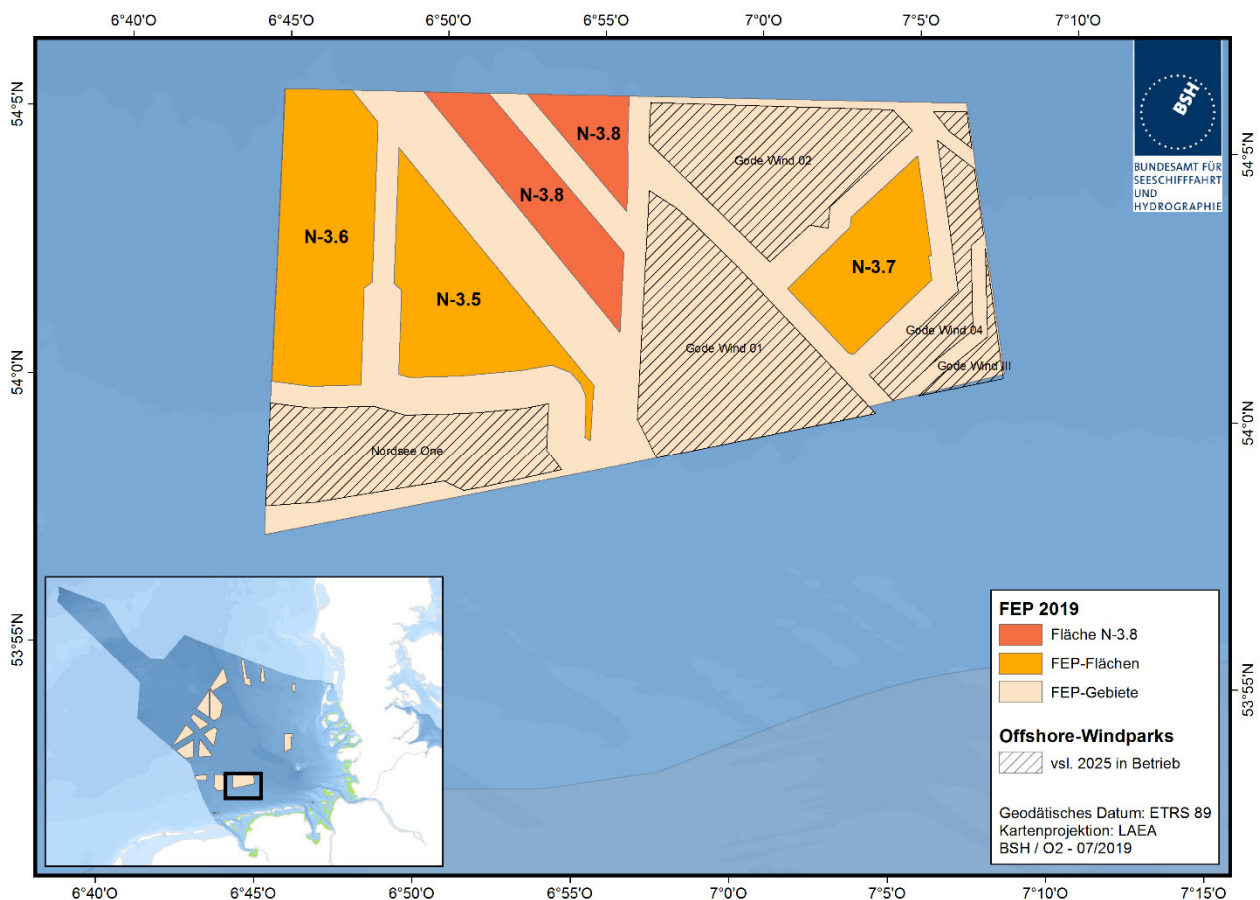 6°40'O 6°45'O 6°50'O 6°55'O 7°0'O 7°5'O 7°10'O
54°5'N
54°5'N
BSH
BUNDESAMT FÜR
SEESCHIFFFAHRT
UND
HYDROGRAPHIE
N-3.8
Gode Wind 02
N-3.8
N-3.6
N-3.7
N-3.5
Gode Wind 04
Gode Wind 01
Gode Wind III
54°0'N
54°0'N
Nordsee One
53°55'N
53°55'N
FEP 2019
Fläche N-3.8
FEP-Flächen
FEP-Gebiete
Offshore-Windparks
vsl. 2025 in Betrieb
Geodätisches Datum: ETRS 89
Kartenprojektion: LAEA
BSH / O2 - 07/2019
6°40'O 6°45'O 6°50'O 6°55'O 7°0'O 7°5'O 7°10'O 7°15'O